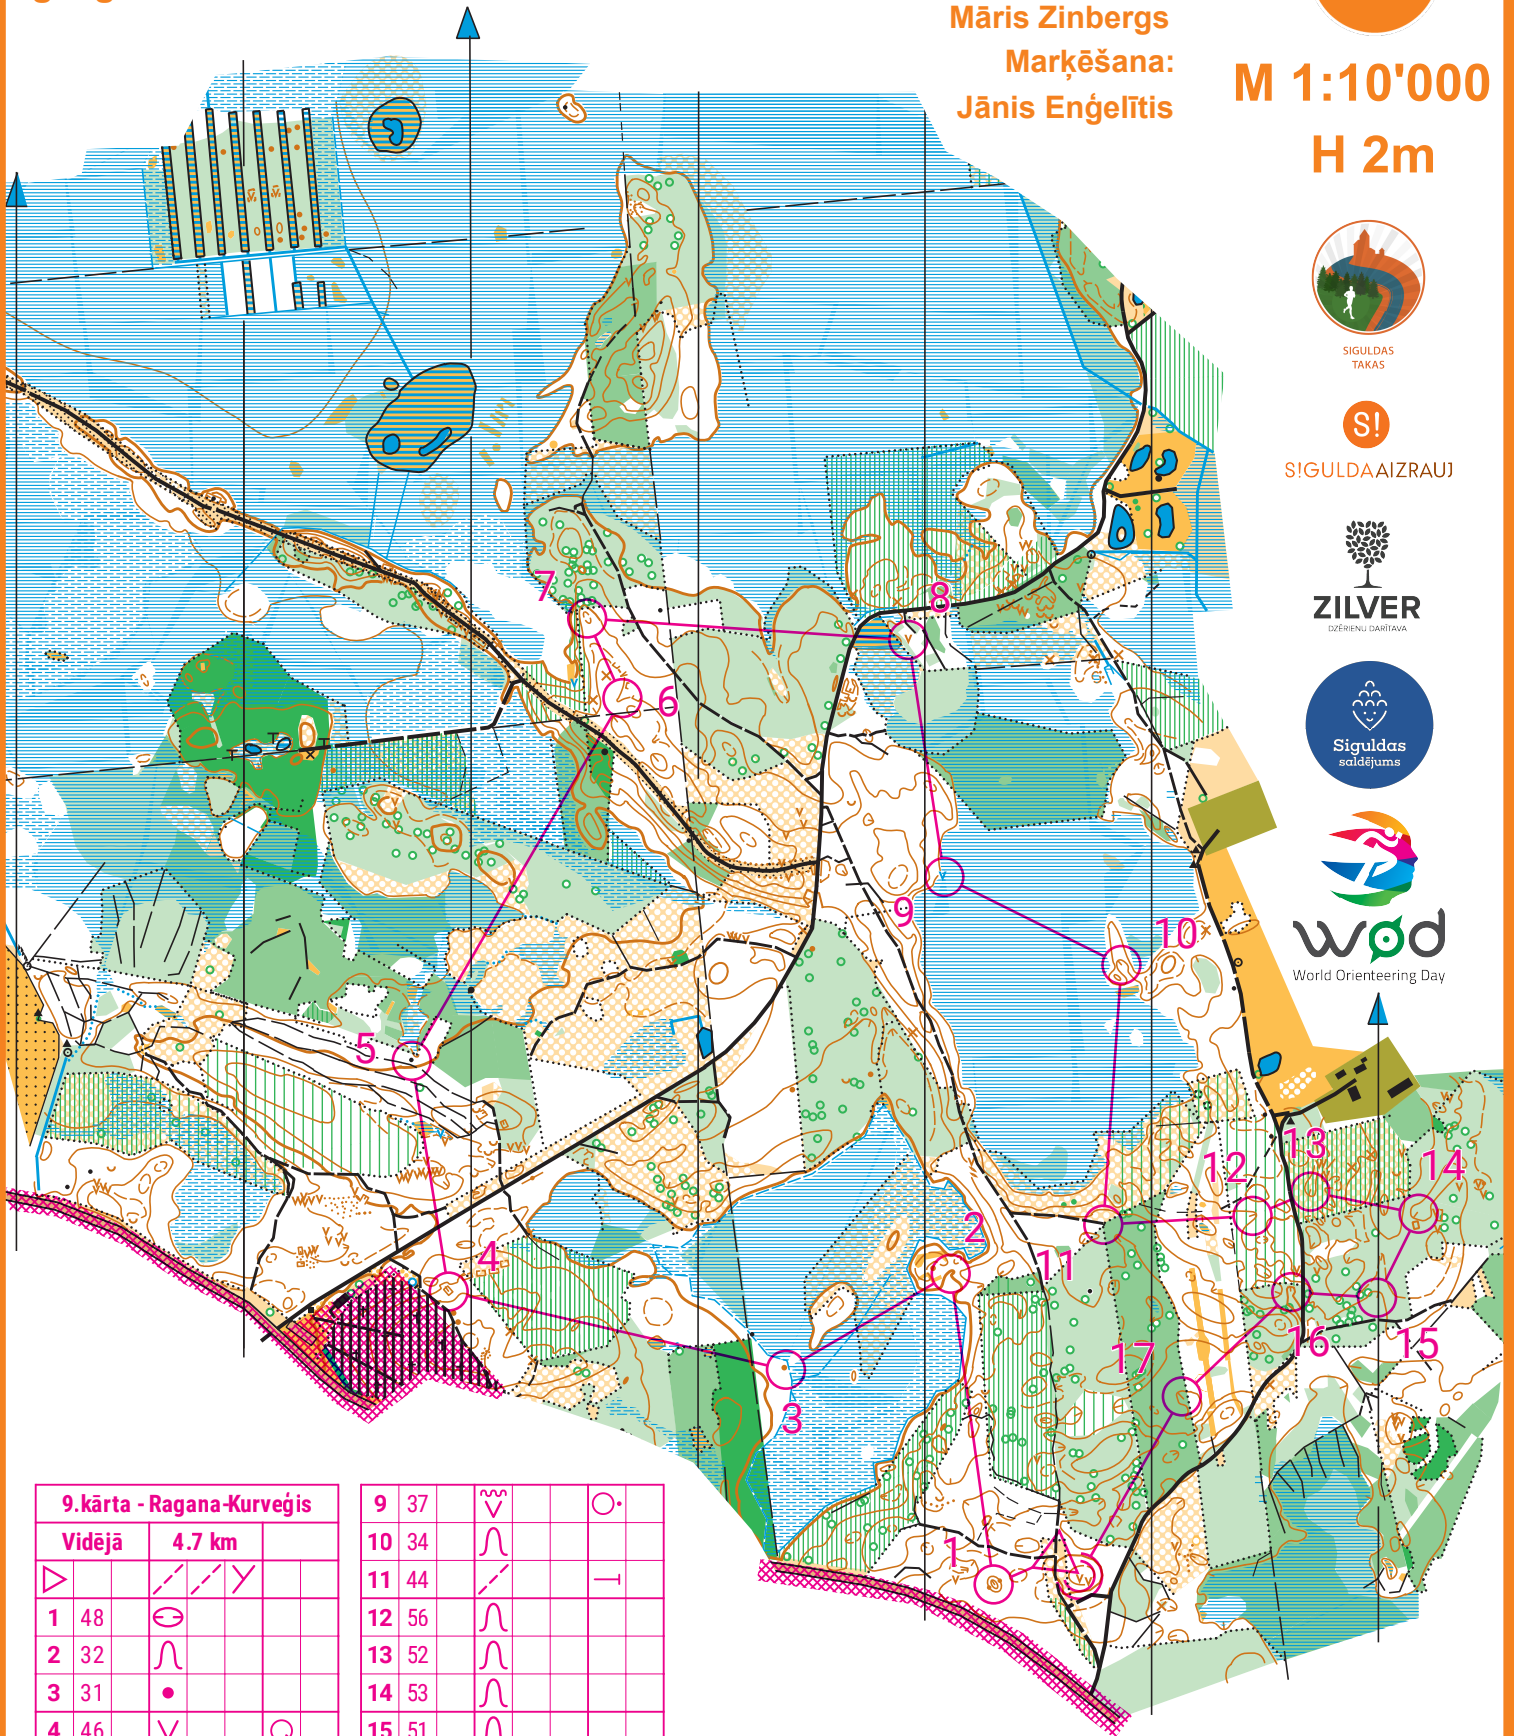 Māris Zinbergs
Marķēšana:
Jānis Enģelītis
M 1:10'000
H 2m
SIGULDAS
TAKAS
S!
S!GULDAAIZRAUJ
ZILVER
DZĒRIENU DARĪTAVA
Siguldas
saldējums
wod
World Orienteering Day
7
8
6
9
10
5
12
13
14
2
11
4
16
15
17
3
1
9.kārta - Ragana-Kurveģis
Vidējā 4.7 km
1 48
2 32
3 31
4 46
9 37
10 34
11 44
12 56
13 52
14 53
15 51